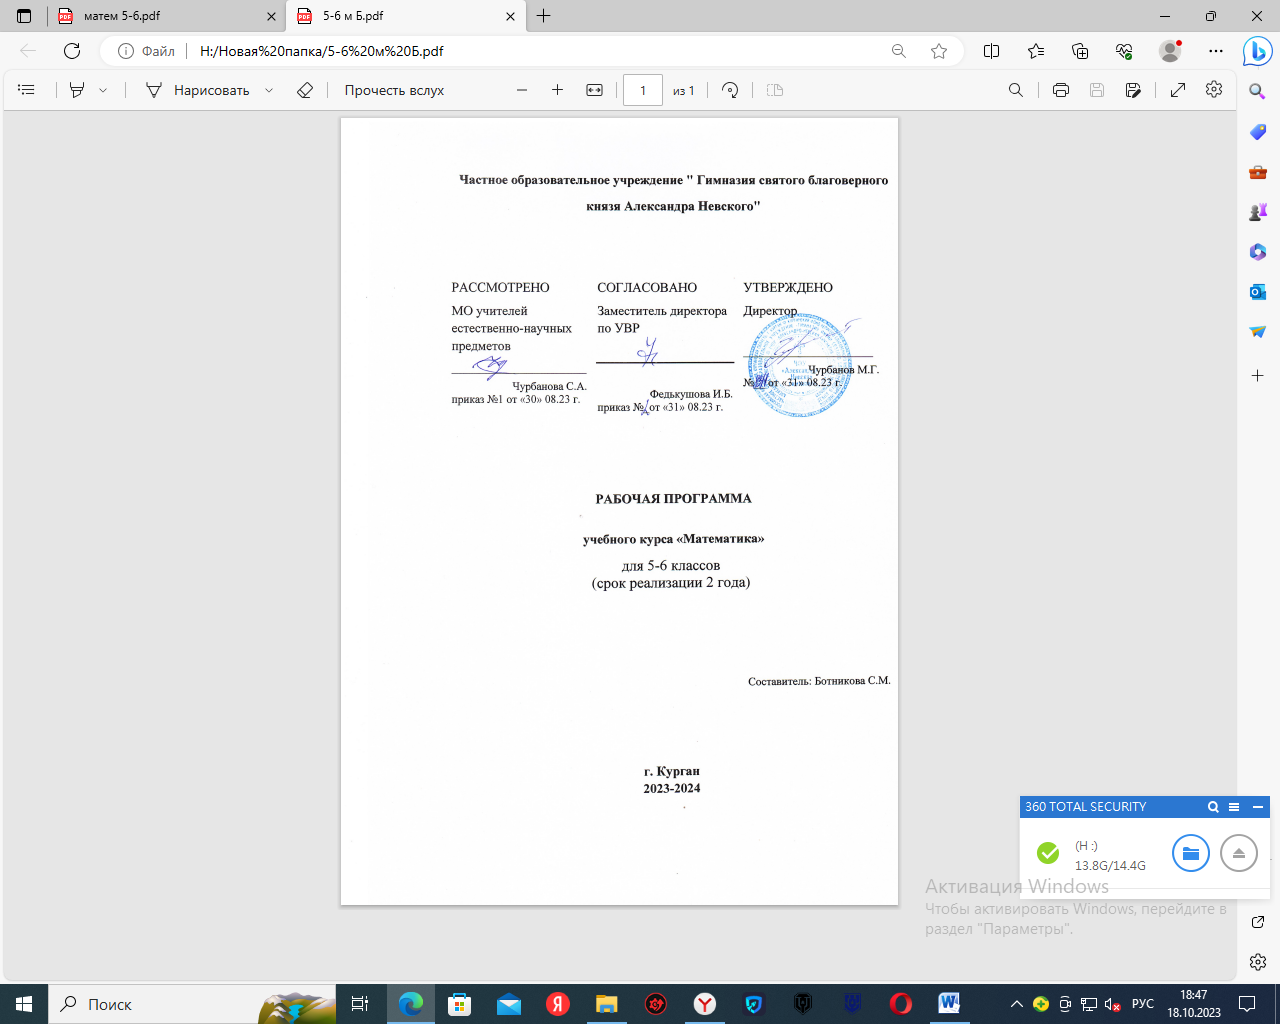 матем 5-6.pdf
5-6 м Б.pdf
Файл
H:/Новая%20папка/5-6%20м%20Б.pdf
Нарисовать
Прочесть вслух
1
из 1
Частное образовательное учреждение " Гимназия святого благоверного
князя Александра Невского"
РАССМОТРЕНО
МО учителей
естественно-научных
предметов
Чурбанова С.А.
приказ №1 от «30» 08.23 г.
СОГЛАСОВАНО
Заместитель директора
по УВР
Федькушова И.Б.
приказ № от «31» 08.23 г.
УТВЕРЖДЕНО
Директор
Чурбанов М.Г.
№ от «31» 08.23 г.
РАБОЧАЯ ПРОГРАММА
учебного курса «Математика»
для 5-6 классов
(срок реализации 2 года)
Составитель: Ботникова С.М.
г. Курган
2023-2024
360 TOTAL SECURITY
(H :)
13.8G/14.4G
Активация Windows
Чтобы активировать Windows, перейдите в
раздел "Параметры".
Поиск
РУС
18:47
18.10.2023